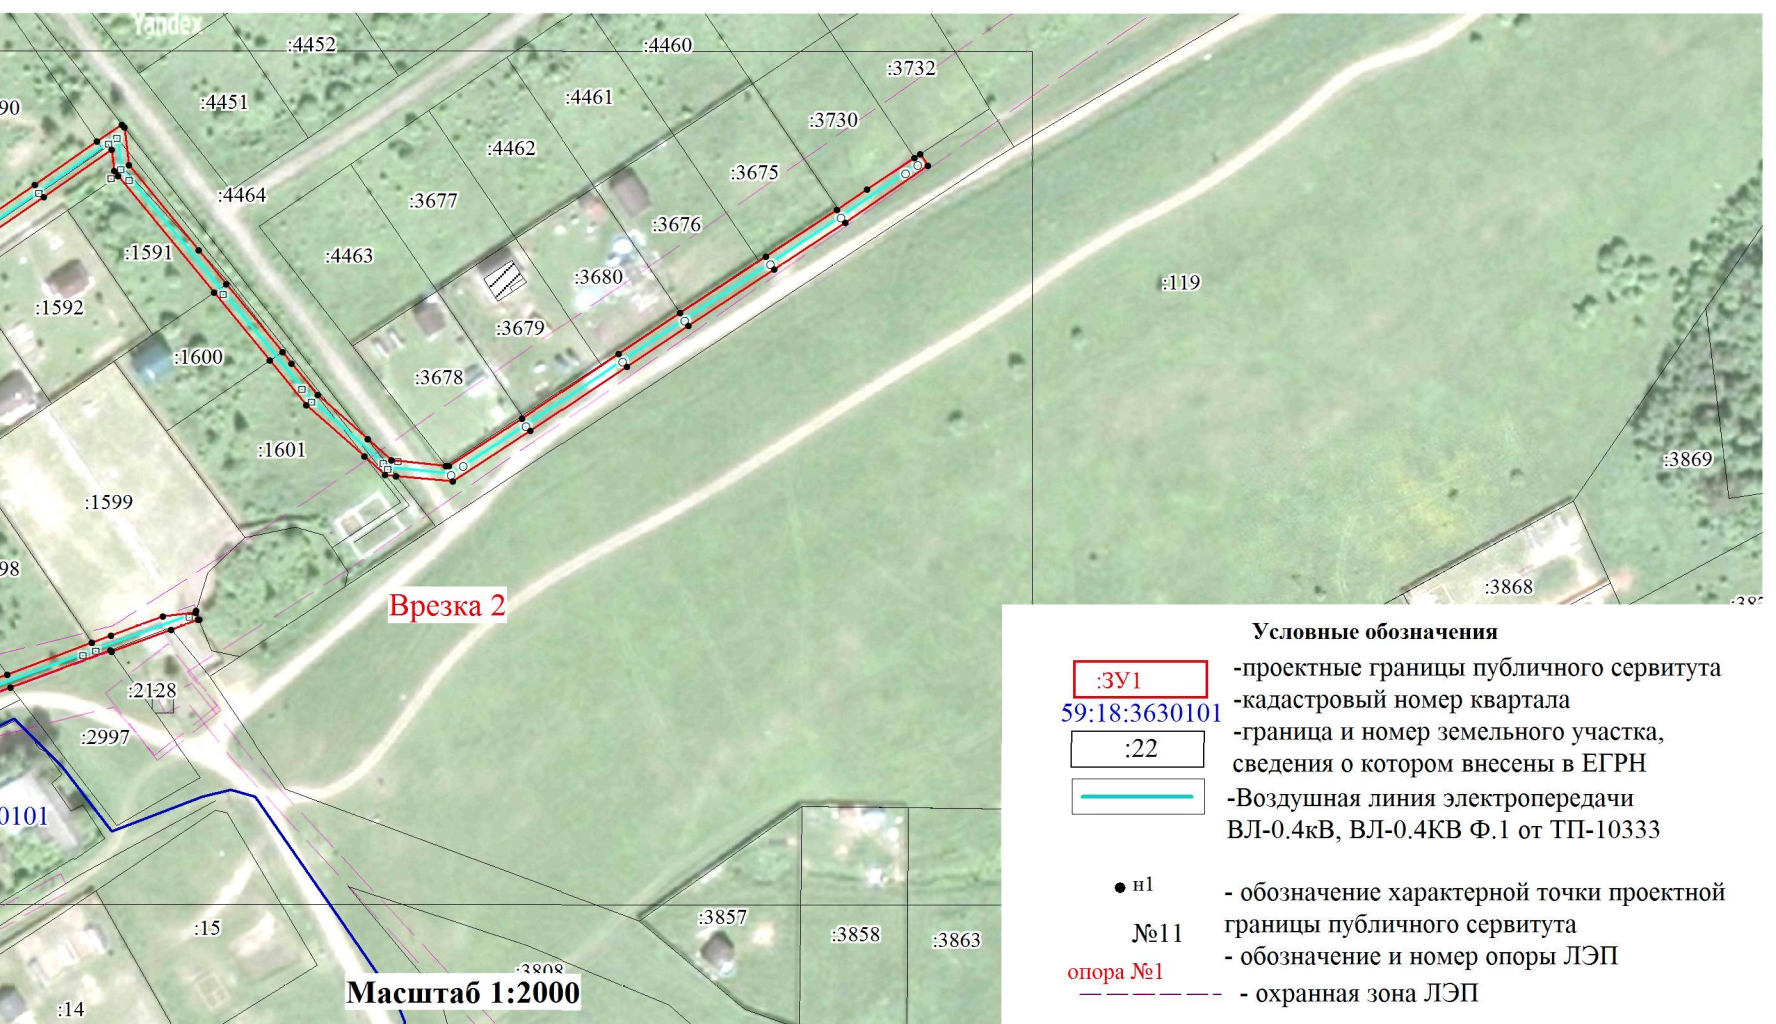 Yandex
:4452
:4460
:3732
90
:4451
:4461
:3730
:4462
:3675
:4464
:3677
:3676
:1591
:4463
:3680
:119
:1592
:3679
:1600
:3678
:1601
:3869
:1599
98
:3868
Врезка 2
:2128
:2997
0101
:15
:3857
:3858
:3863
:3808
Масштаб 1:2000
:14
Условные обозначения
:ЗУ1
-проектные границы публичного сервитута
59:18:3630101
-кадастровый номер квартала
:22
-граница и номер земельного участка,
сведения о котором внесены в ЕГРН
-Воздушная линия электропередачи
ВЛ-0.4кВ, ВЛ-0.4КВ Ф.1 от ТП-10333
н1
- обозначение характерной точки проектной
границы публичного сервитута
№11
- обозначение и номер опоры ЛЭП
опора №1
- охранная зона ЛЭП